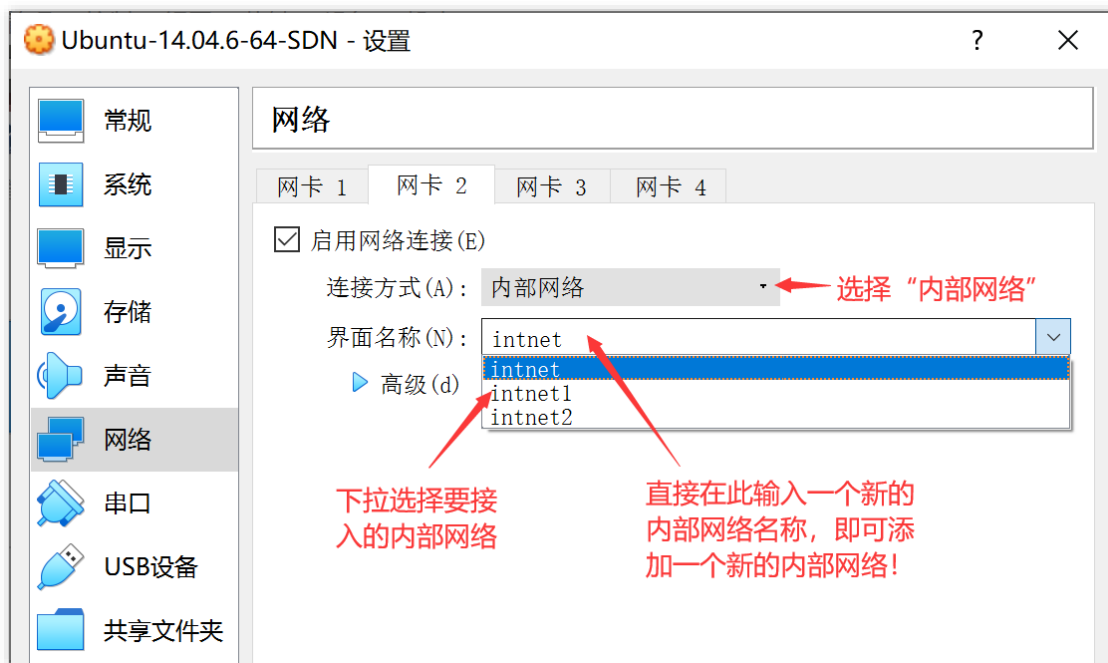 Ubuntu-14.04.6-64-SDN - 设置
?
常规
系统
显示
存储
声音
网络
串口
USB设备
共享文件夹
网络
网卡 1
网卡 2
网卡 3
网卡 4
启用网络连接(E)
连接方式(A): 内部网络
选择“内部网络”
界面名称(N): intnet
intnet
intnet1
intnet2
高级(d)
下拉选择要接
入的内部网络
直接在此输入一个新的
内部网络名称，即可添
加一个新的内部网络！